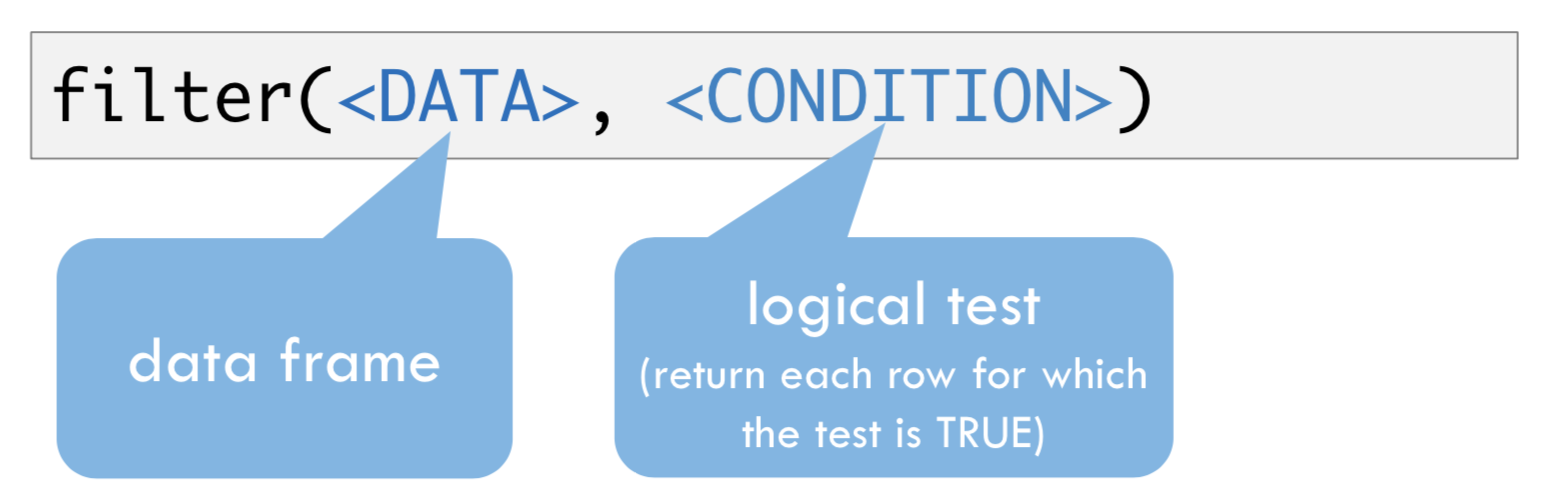 filter(<DATA>, <CONDITION>)
data frame
logical test
(return each row for which
the test is TRUE)